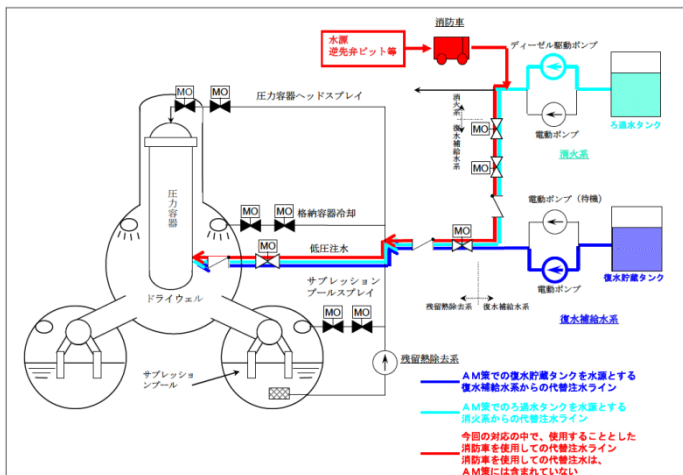 消防車
水源
逆先弁ピット等
ディーゼル駆動ポンプ
MO
MO
圧力容器ヘッドスプレイ
消火系
復水補給水系
MO
MO
電動ポンプ
ろ過水タンク
消火系
圧力容器
MO
MO
格納容器冷却
MO
低圧注水
MO
電動ポンプ（待機）
ドライウェル
サプレッション
プールスプレイ
MO
MO
残留熱除去系
復水補給水系
電動ポンプ
復水貯蔵タンク
復水補給水系
残留熱除去系
サプレッシ
ョンプール
ＡＭ策での復水貯蔵タンクを水源とする
復水補給水系からの代替注水ライン
ＡＭ策でのろ過水タンクを水源とする
消火系からの代替注水ライン
今回の対応の中で、使用することとした
消防車を使用しての代替注水ライン
消防車を使用しての代替注水は、
ＡＭ策には含まれていない